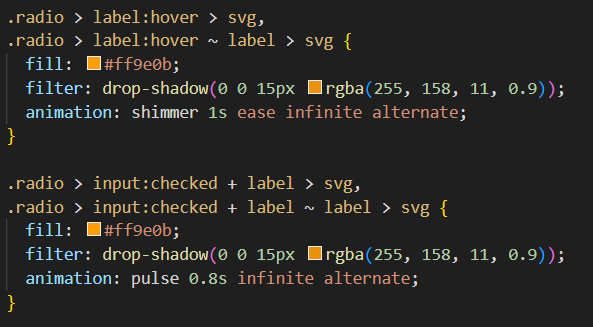 .radio > label:hover > svg,
.radio > label:hover ~ label > svg {
  fill: #ff9e0b;
  filter: drop-shadow(0 0 15px rgba(255, 158, 11, 0.9));
  animation: shimmer 1s ease infinite alternate;
}

.radio > input:checked + label > svg,
.radio > input:checked + label ~ label > svg {
  fill: #ff9e0b;
  filter: drop-shadow(0 0 15px rgba(255, 158, 11, 0.9));
  animation: pulse 0.8s infinite alternate;
}